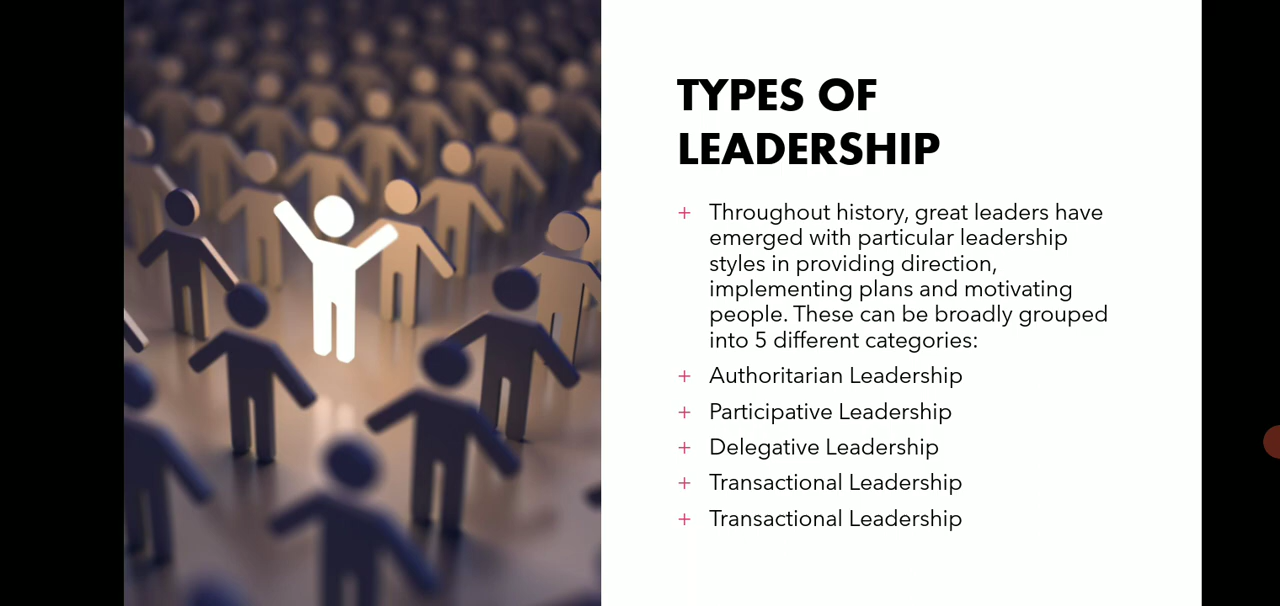 TYPES OF
LEADERSHIP
+ Throughout history, great leaders have
emerged with particular leadership
styles in providing direction,
implementing plans and motivating
people. These can be broadly grouped
into 5 different categories:
+ Authoritarian Leadership
+ Participative Leadership
+ Delegative Leadership
+ Transactional Leadership
+ Transactional Leadership